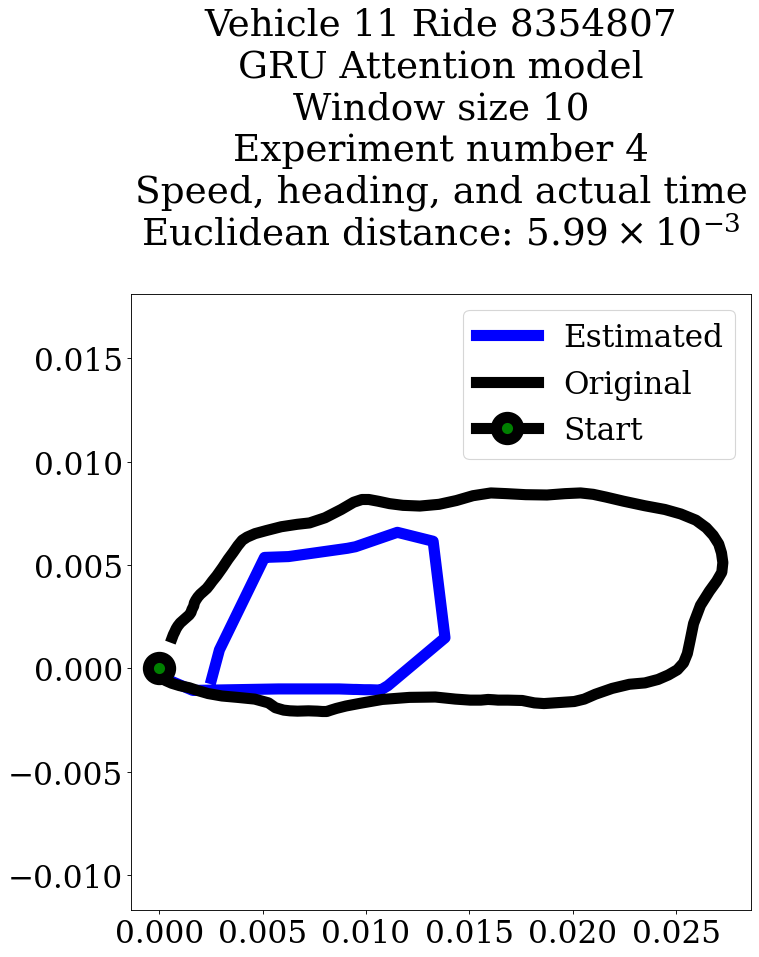 Vehicle 11 Ride 8354807
GRU Attention model
Window size 10
Experiment number 4
Speed, heading, and actual time
Euclidean distance: 5.99 × 10⁻³
Estimated
Original
Start
0.015
0.010
0.005
0.000
−0.005
−0.010
0.000 0.005 0.010 0.015 0.020 0.025